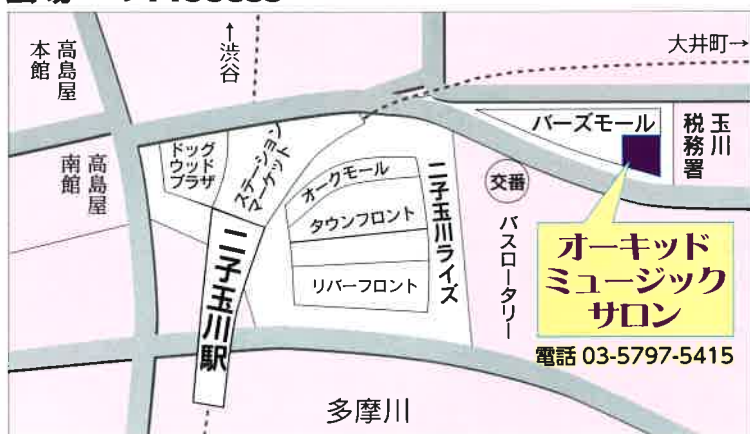 高島屋
本館
↑渋谷
大井町→
高島屋
南館
ドッグウッドプラザ
ステーション
マーケット
オークモール
タウンフロント
リバーフロント
二子玉川ライズ
二子玉川駅
交番
バスロータリー
バーズモール
玉川
税務署
オーキッド
ミュージック
サロン
電話 03-5797-5415
多摩川